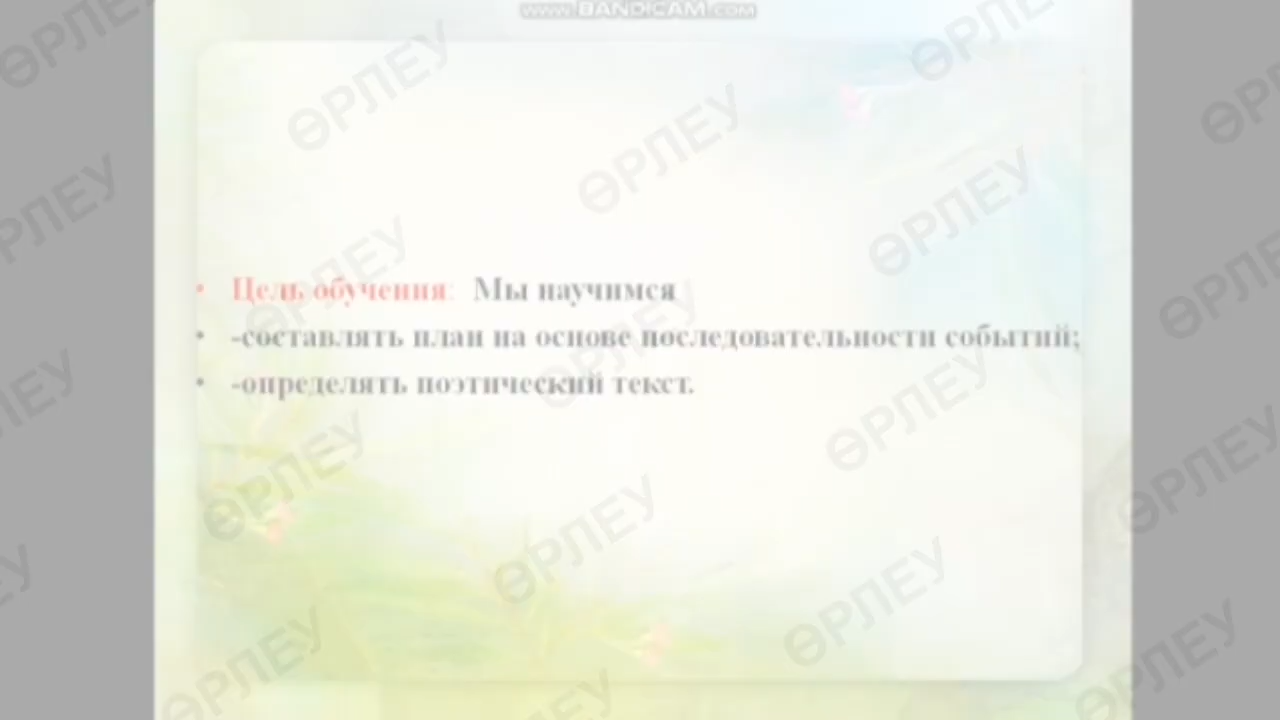 www.BANDICAM.com
• Цель обучения: Мы научимся
• -составлять план на основе последовательности событий;
• -определять поэтический текст.
ӨРЛЕУ